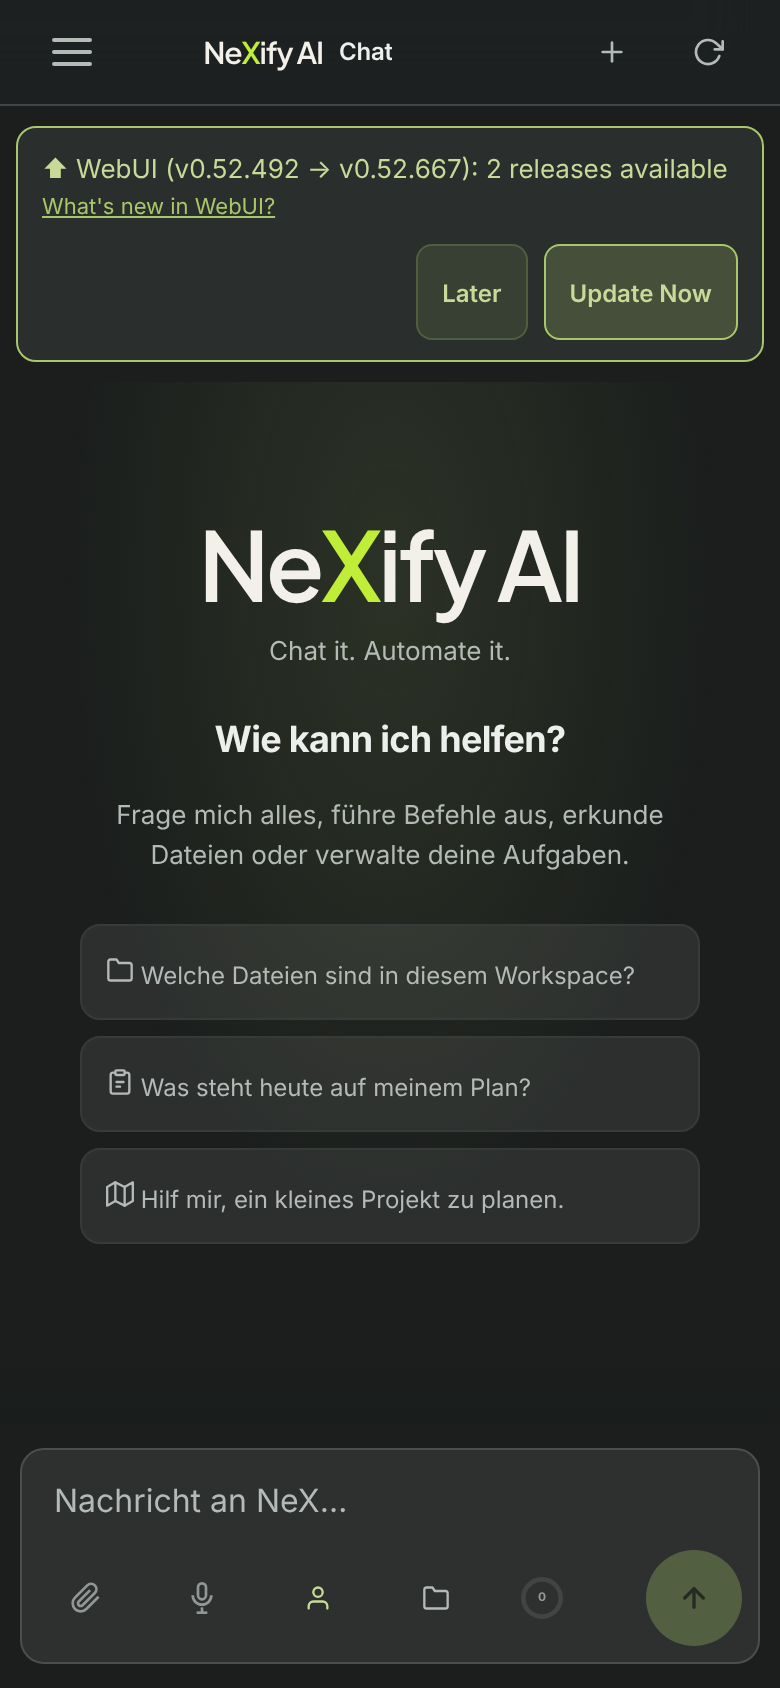 NeXify AI Chat
WebUI (v0.52.492 → v0.52.667): 2 releases available
What's new in WebUI?
Later Update Now
NeXify AI
Chat it. Automate it.
Wie kann ich helfen?
Frage mich alles, führe Befehle aus, erkunde
Dateien oder verwalte deine Aufgaben.
Welche Dateien sind in diesem Workspace?
Was steht heute auf meinem Plan?
Hilf mir, ein kleines Projekt zu planen.
Nachricht an NeX...
0